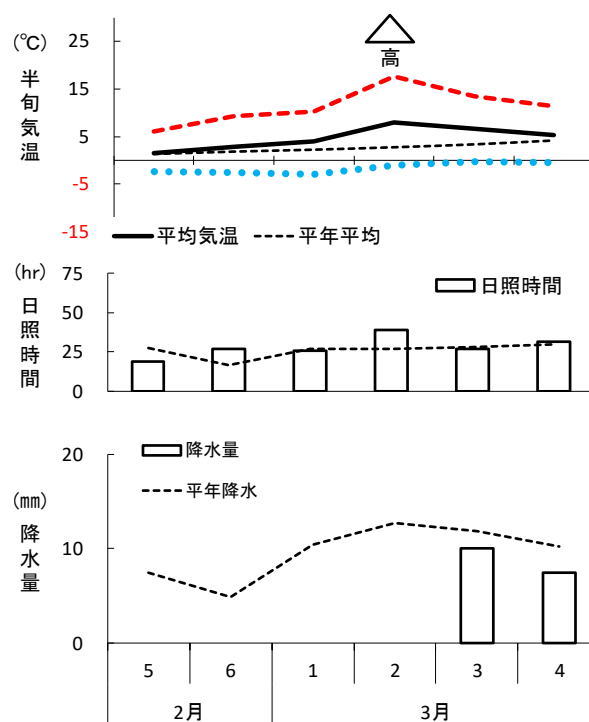 (℃)
半旬気温
25
15
5
-5
-15
高
平均気温 平年平均
(hr)
日照時間
75
50
25
0
日照時間
(㎜)
降水量
20
10
0
降水量
平年降水
5 6 1 2 3 4
2月 3月